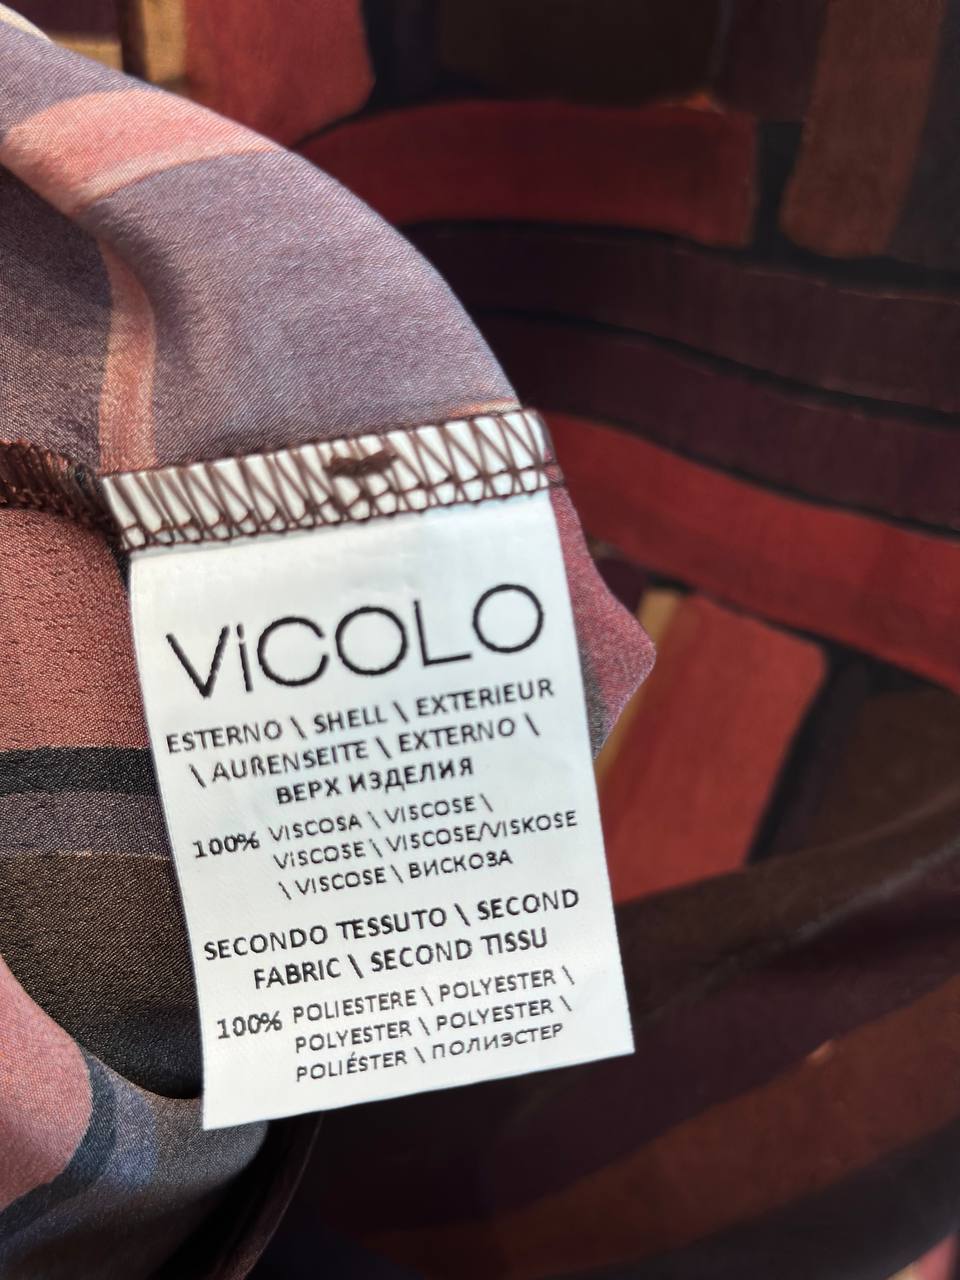 ViCOLO
ESTERNO \ SHELL \ EXTERIEUR
\ AUßENSEITE \ EXTERNO \
ВЕРХ ИЗДЕЛИЯ
100% VISCOSA \ VISCOSE \
VISCOSE \ VISCOSE/VISKOSE
\ VISCOSE \ ВИСКОЗА
SECONDO TESSUTO \ SECOND
FABRIC \ SECOND TISSU
100% POLIESTERE \ POLYESTER \
POLYESTER \ POLYESTER \
POLIÉSTER \ ПОЛИЭСТЕР